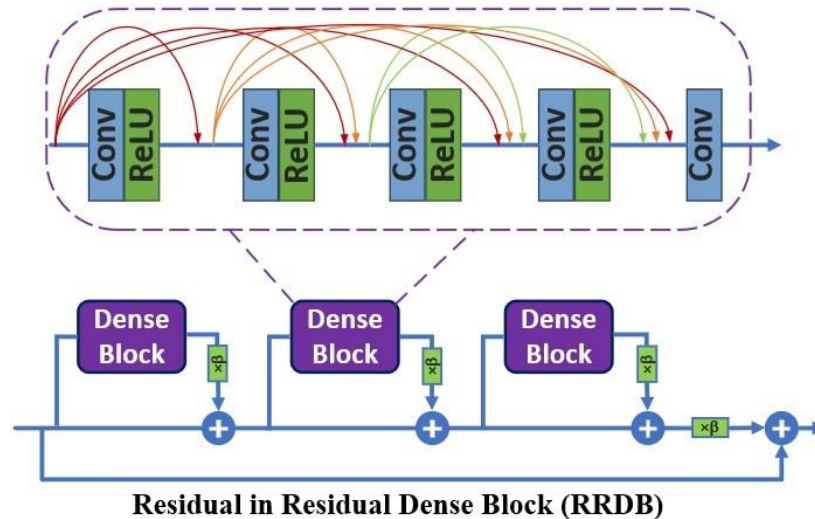 Conv ReLU Conv ReLU Conv ReLU Conv ReLU Conv
Dense Block
×β
Dense Block
×β
Dense Block
×β
×β
Residual in Residual Dense Block (RRDB)